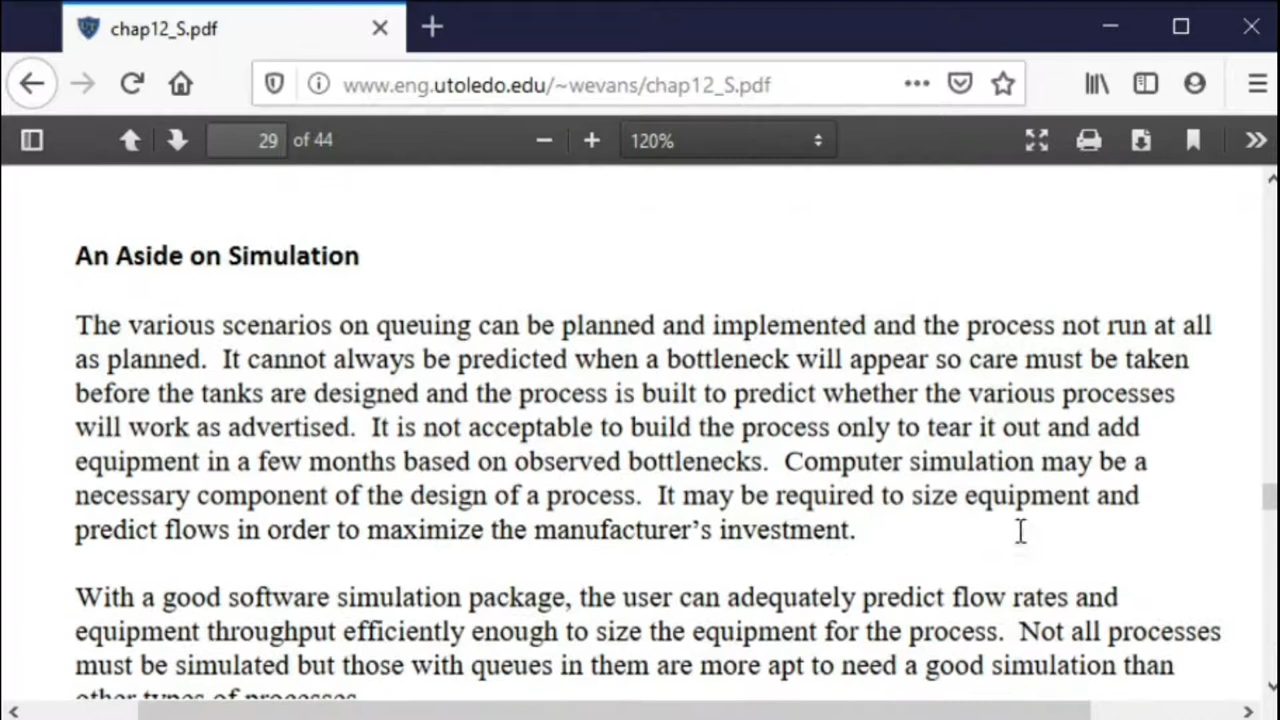 chap12_S.pdf
www.eng.utoledo.edu/~wevans/chap12_S.pdf
29 of 44
120%
An Aside on Simulation
The various scenarios on queuing can be planned and implemented and the process not run at all
as planned. It cannot always be predicted when a bottleneck will appear so care must be taken
before the tanks are designed and the process is built to predict whether the various processes
will work as advertised. It is not acceptable to build the process only to tear it out and add
equipment in a few months based on observed bottlenecks. Computer simulation may be a
necessary component of the design of a process. It may be required to size equipment and
predict flows in order to maximize the manufacturer's investment.
With a good software simulation package, the user can adequately predict flow rates and
equipment throughput efficiently enough to size the equipment for the process. Not all processes
must be simulated but those with queues in them are more apt to need a good simulation than
other types of processes.